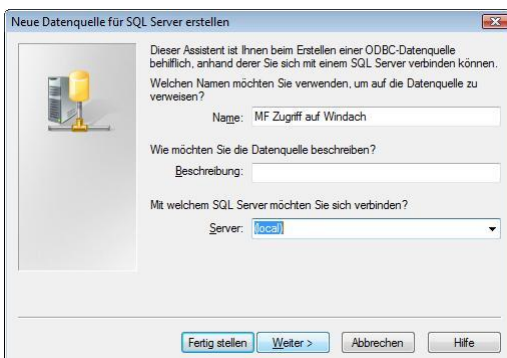 Neue Datenquelle für SQL Server erstellen
Dieser Assistent ist Ihnen beim Erstellen einer ODBC-Datenquelle
behilflich, anhand derer Sie sich mit einem SQL Server verbinden können.
Welchen Namen möchten Sie verwenden, um auf die Datenquelle zu
verweisen?
Name: MF Zugriff auf Windach
Wie möchten Sie die Datenquelle beschreiben?
Beschreibung:
Mit welchem SQL Server möchten Sie sich verbinden?
Server: (local)
Fertig stellen Weiter > Abbrechen Hilfe